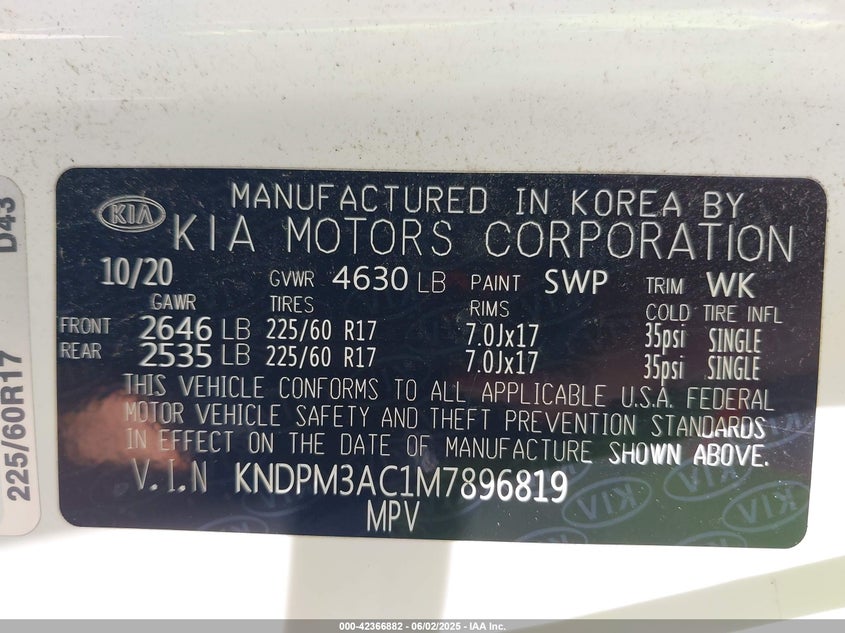 KIA
MANUFACTURED IN KOREA BY
KIA MOTORS CORPORATION
10/20 GVWR 4630 LB PAINT SWP TRIM WK
GAWR TIRES RIMS COLD TIRE INFL
FRONT 2646 LB 225/60 R17 7.0Jx17 35psi SINGLE
REAR 2535 LB 225/60 R17 7.0Jx17 35psi SINGLE
THIS VEHICLE CONFORMS TO ALL APPLICABLE U.S.A. FEDERAL
MOTOR VEHICLE SAFETY AND THEFT PREVENTION STANDARDS
IN EFFECT ON THE DATE OF MANUFACTURE SHOWN ABOVE.
V.I.N KNDPM3AC1M7896819
MPV
225/60R17 D43
000-42366882 - 06/02/2025 - IAA Inc.